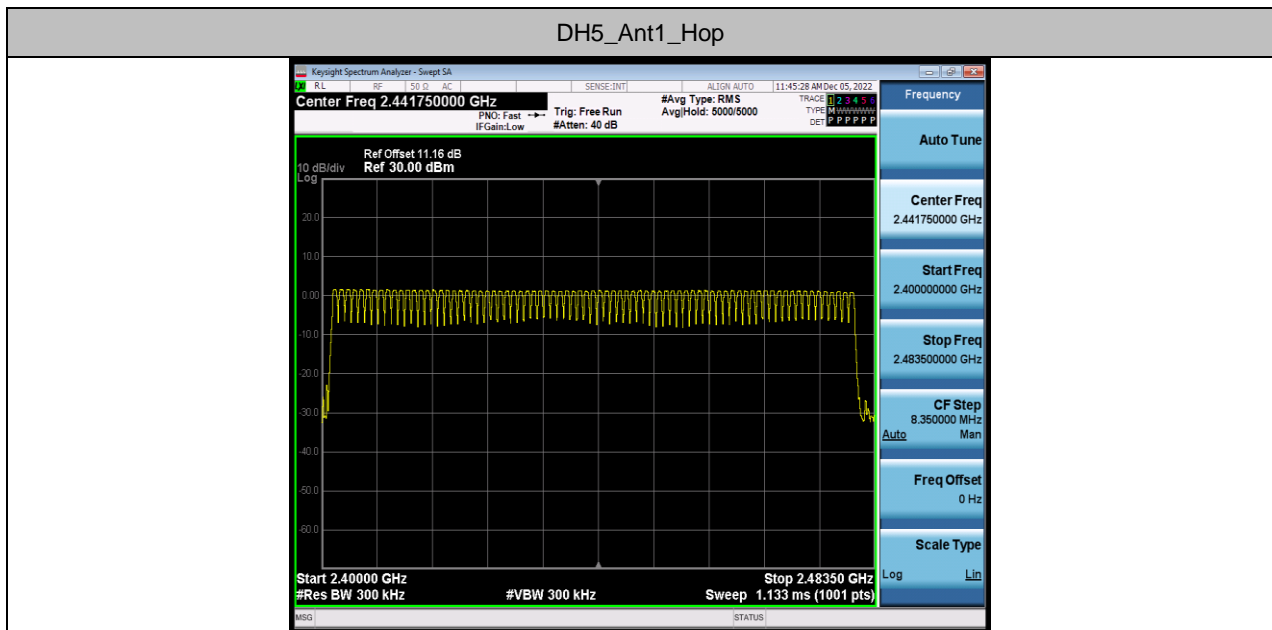 DH5_Ant1_Hop
Keysight Spectrum Analyzer - Swept SA
RL RF 50 Ω AC SENSE:INT ALIGN AUTO 11:45:28 AM Dec 05, 2022
Center Freq 2.441750000 GHz
PNO: Fast
IFGain:Low
Trig: Free Run
#Atten: 40 dB
#Avg Type: RMS
Avg|Hold: 5000/5000
TRACE 1 2 3 4 5 6
TYPE M WWWWW
DET P P P P P P
Ref Offset 11.16 dB
10 dB/div Ref 30.00 dBm
Log
20.0
10.0
0.00
-10.0
-20.0
-30.0
-40.0
-50.0
-60.0
Start 2.40000 GHz Stop 2.48350 GHz
#Res BW 300 kHz #VBW 300 kHz Sweep 1.133 ms (1001 pts)
MSG STATUS
Frequency
Auto Tune
Center Freq
2.441750000 GHz
Start Freq
2.400000000 GHz
Stop Freq
2.483500000 GHz
CF Step
8.350000 MHz
Auto Man
Freq Offset
0 Hz
Scale Type
Log Lin